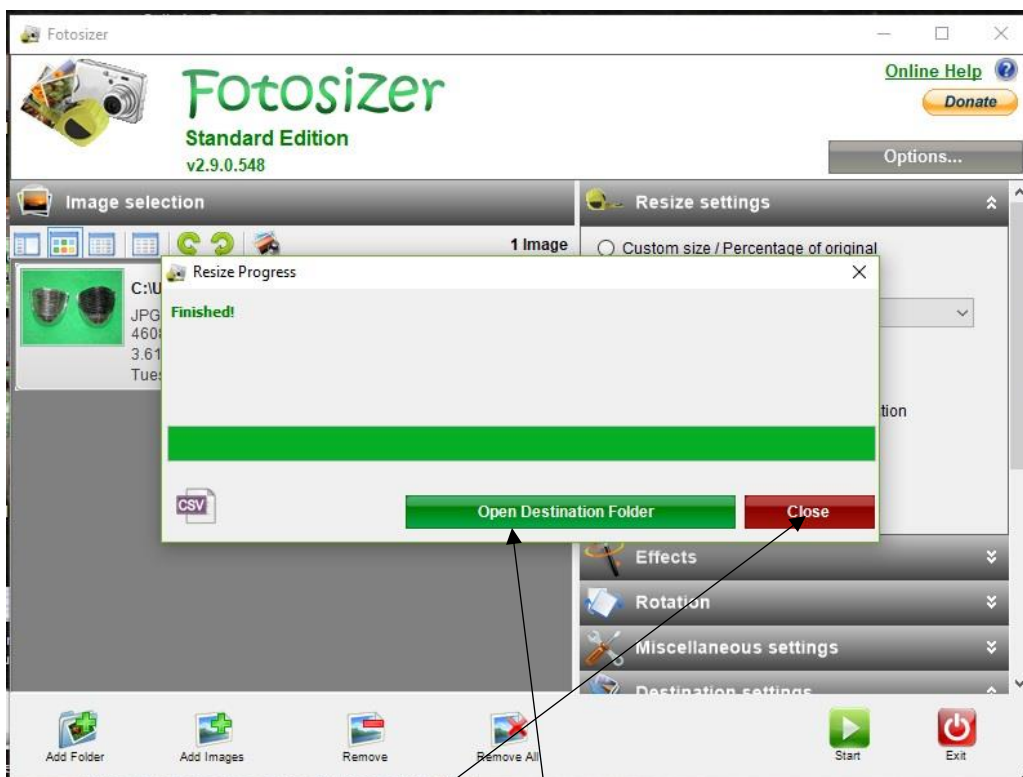 Fotosizer
Fotosizer
Standard Edition
v2.9.0.548
Online Help
Donate
Options...
Image selection
Resize settings
1 Image
Custom size / Percentage of original
Resize Progress
Finished!
C:\U
JPG
460
3.61
Tue
tion
CSV
Open Destination Folder
Close
Effects
Rotation
Miscellaneous settings
Destination settings
Add Folder
Add Images
Remove
Remove All
Start
Exit